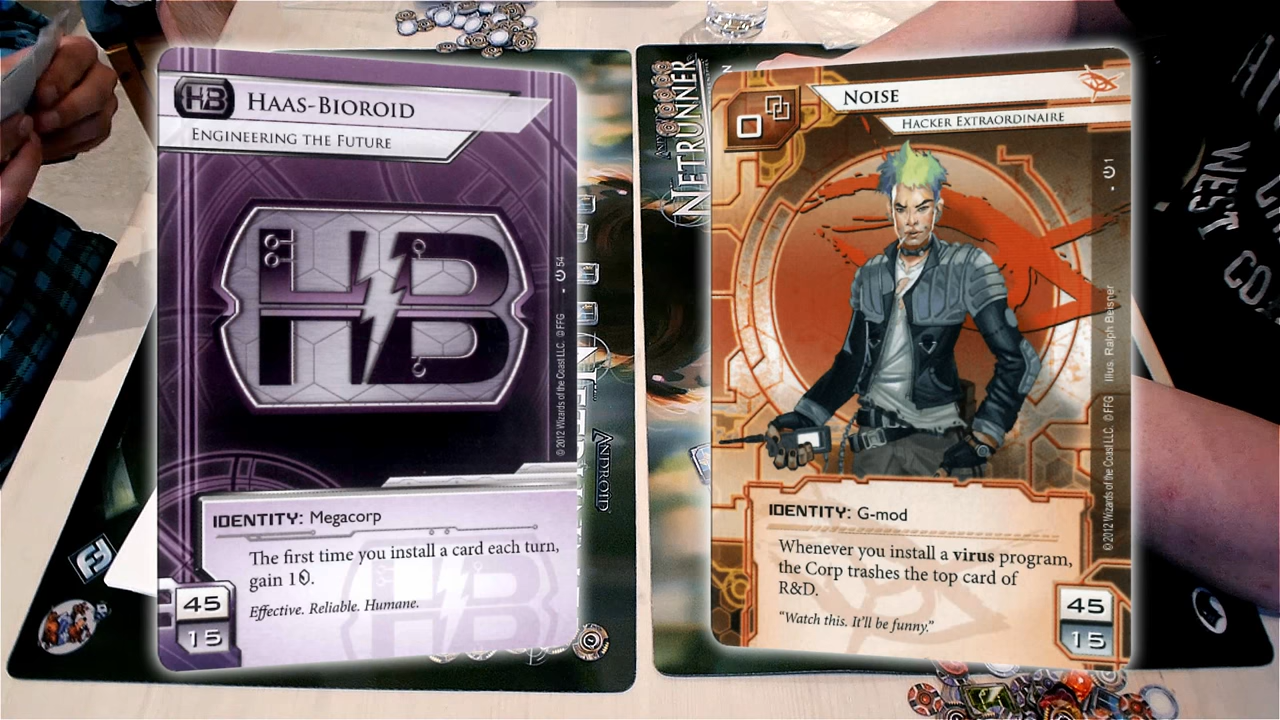 HB
HAAS-BIOROID
ENGINEERING THE FUTURE
HB
54
©2012 Wizards of the Coast LLC. ©FFG
IDENTITY: Megacorp
The first time you install a card each turn,
gain 1
Effective. Reliable. Humane.
45
15
ANDROID
NETRUNNER
0
NOISE
HACKER EXTRAORDINAIRE
1
©2012 Wizards of the Coast LLC. ©FFG Illus. Ralph Beisner
IDENTITY: G-mod
Whenever you install a virus program,
the Corp trashes the top card of
R&D.
“Watch this. It’ll be funny.”
45
15
WEST